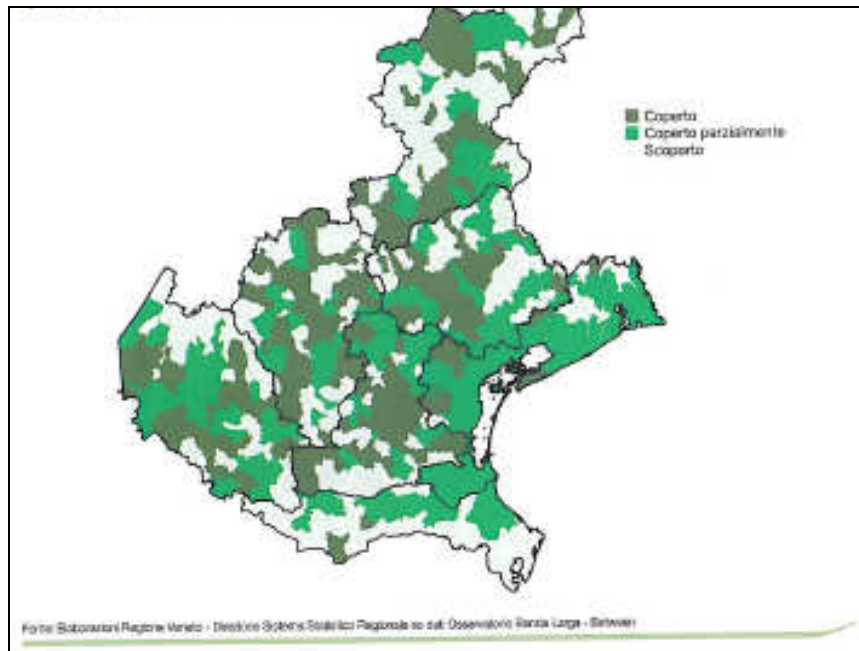 Coperto
Coperto parzialmente
Scoperto
Fonte: Elaborazioni Regione Veneto - Direzione Sistema Statistico Regionale su dati Osservatorio Banda Larga - Between